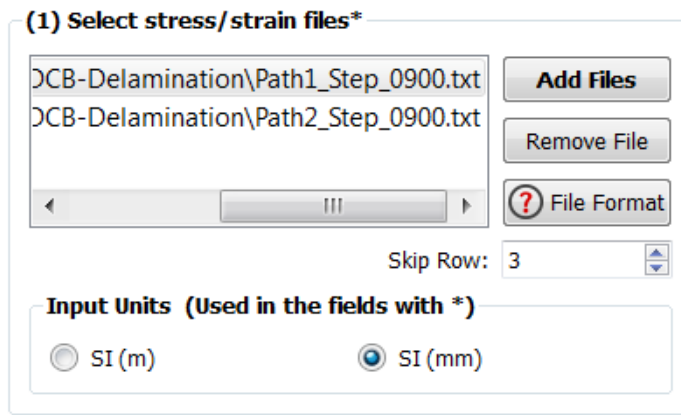 (1) Select stress/strain files*
DCB-Delamination\Path1_Step_0900.txt
DCB-Delamination\Path2_Step_0900.txt
Add Files
Remove File
? File Format
Skip Row: 3
Input Units (Used in the fields with *)
SI (m) SI (mm)